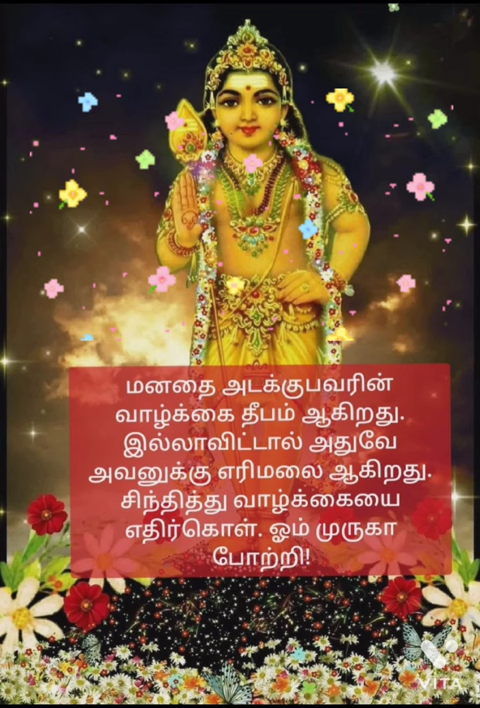 மனதை அடக்குபவரின்
வாழ்க்கை தீபம் ஆகிறது.
இல்லாவிட்டால் அதுவே
அவனுக்கு எரிமலை ஆகிறது.
சிந்தித்து வாழ்க்கையை
எதிர்கொள். ஓம் முருகா
போற்றி!
VITA